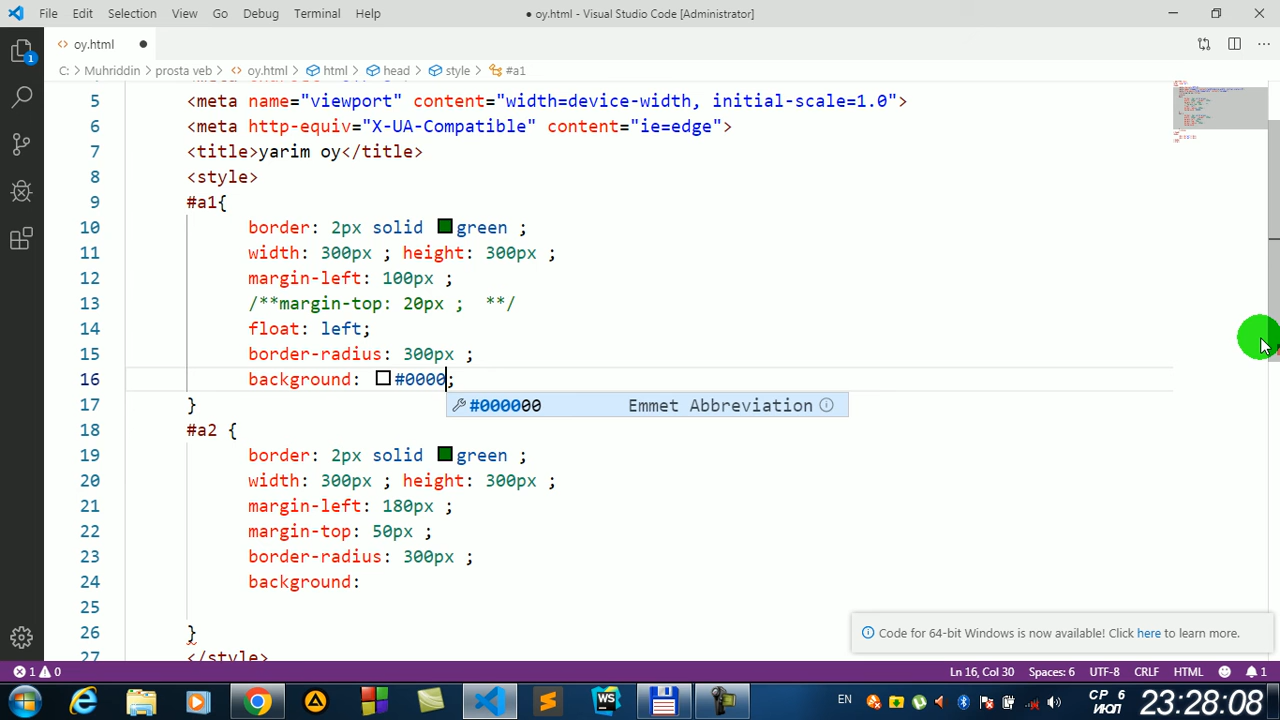 File Edit Selection View Go Debug Terminal Help
● oy.html - Visual Studio Code [Administrator]
<> oy.html ●
C: > Muhriddin > prosta veb > <> oy.html > html > head > style > #a1
5 <meta name="viewport" content="width=device-width, initial-scale=1.0">
6 <meta http-equiv="X-UA-Compatible" content="ie=edge">
7 <title>yarim oy</title>
8 <style>
9 #a1{
10 border: 2px solid green ;
11 width: 300px ; height: 300px ;
12 margin-left: 100px ;
13 /**margin-top: 20px ;  **/
14 float: left;
15 border-radius: 300px ;
16 background: #0000;
#000000 Emmet Abbreviation
17 }
18 #a2 {
19 border: 2px solid green ;
20 width: 300px ; height: 300px ;
21 margin-left: 180px ;
22 margin-top: 50px ;
23 border-radius: 300px ;
24 background:
25
26 }
27 </style>
Code for 64-bit Windows is now available! Click here to learn more.
1 0 Ln 16, Col 30 Spaces: 6 UTF-8 CRLF HTML 1
EN СР 6 ИЮЛ 23:28:08